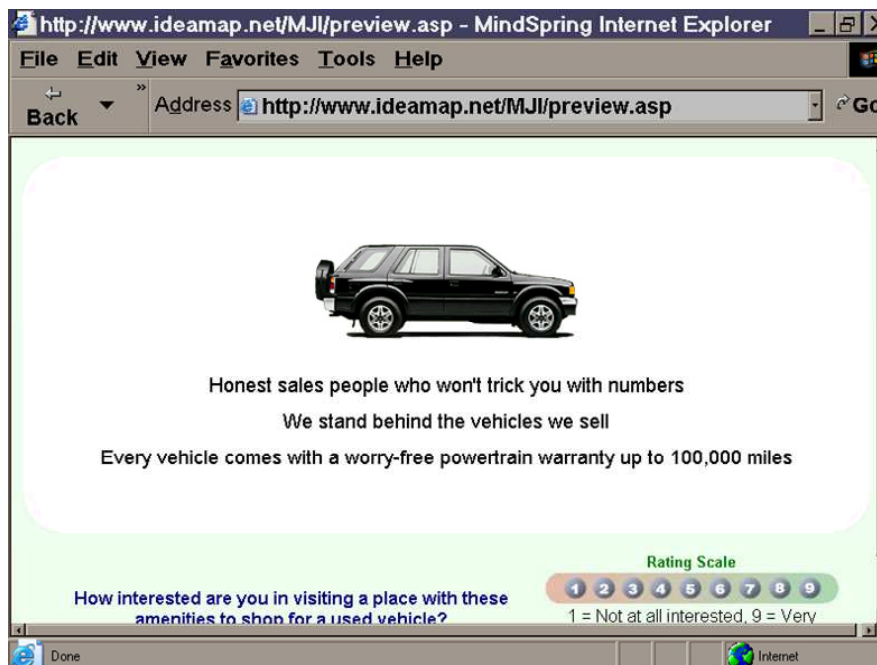 http://www.ideamap.net/MJI/preview.asp - MindSpring Internet Explorer
File Edit View Favorites Tools Help
Back
»
Address http://www.ideamap.net/MJI/preview.asp
Go
Honest sales people who won't trick you with numbers
We stand behind the vehicles we sell
Every vehicle comes with a worry-free powertrain warranty up to 100,000 miles
How interested are you in visiting a place with these
amenities to shop for a used vehicle?
Rating Scale
1 2 3 4 5 6 7 8 9
1 = Not at all interested, 9 = Very
Done
Internet